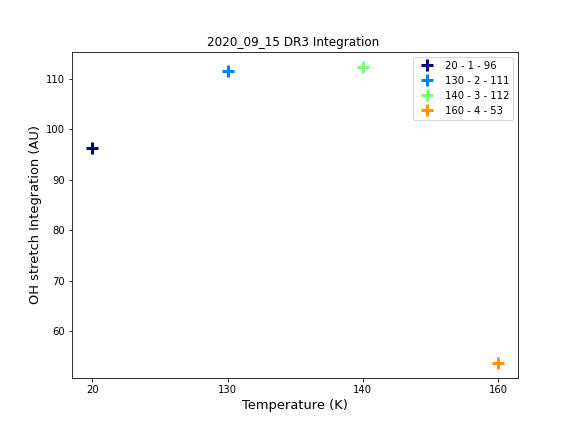 2020_09_15 DR3 Integration
OH stretch Integration (AU)
110
100
90
80
70
60
20 - 1 - 96
130 - 2 - 111
140 - 3 - 112
160 - 4 - 53
20
130
140
160
Temperature (K)